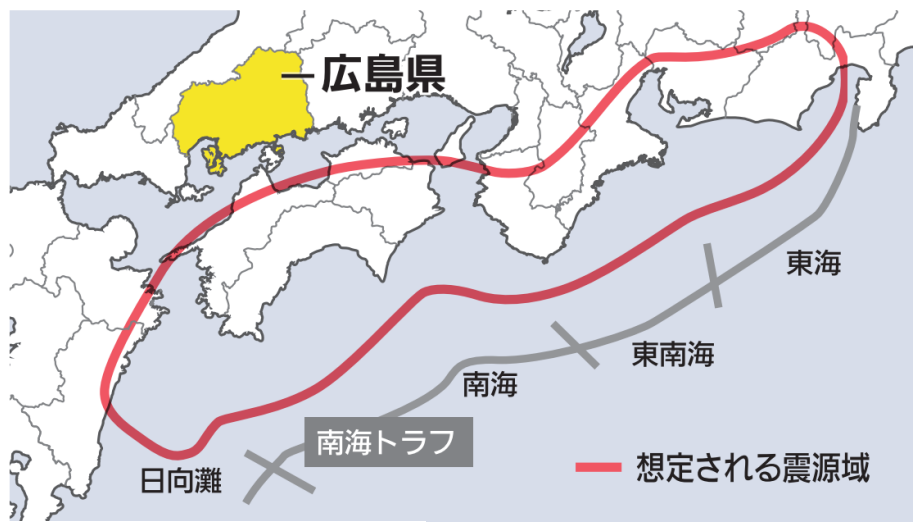 広島県
東海
東南海
南海
南海トラフ
日向灘
想定される震源域